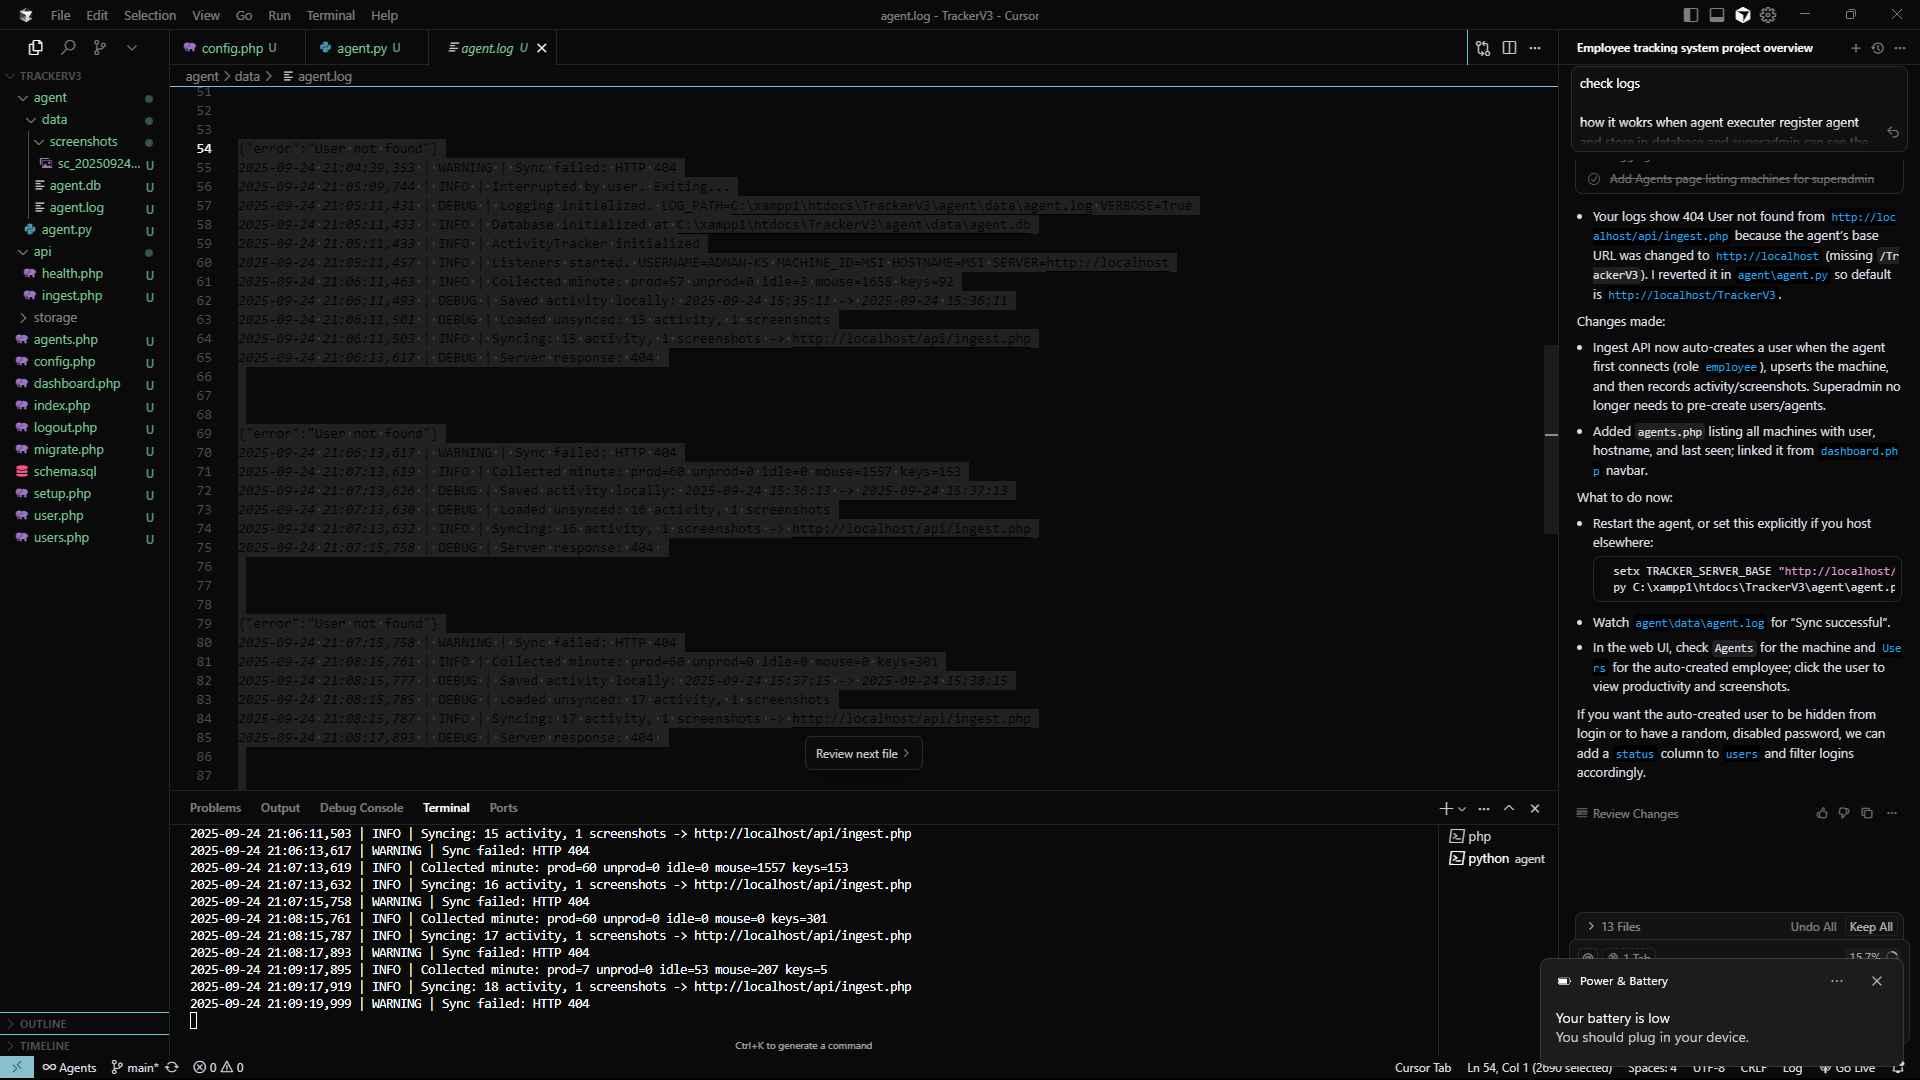 File Edit Selection View Go Run Terminal Help
agent.log - TrackerV3 - Cursor
TRACKERV3
agent
data
screenshots
sc_20250924... U
agent.db U
agent.log U
agent.py U
api
health.php U
ingest.php U
storage
agents.php U
config.php U
dashboard.php U
index.php U
logout.php U
migrate.php U
schema.sql U
setup.php U
user.php U
users.php U
OUTLINE
TIMELINE
config.php U agent.py U agent.log U
agent > data > agent.log
51
52
53
54 {"error":"User not found"}
55 2025-09-24 21:04:39,353 | WARNING | Sync failed: HTTP 404
56 2025-09-24 21:05:09,744 | INFO | Interrupted by user. Exiting...
57 2025-09-24 21:05:11,431 | DEBUG | Logging initialized. LOG_PATH=C:\xampp1\htdocs\TrackerV3\agent\data\agent.log VERBOSE=True
58 2025-09-24 21:05:11,433 | INFO | Database initialized at C:\xampp1\htdocs\TrackerV3\agent\data\agent.db
59 2025-09-24 21:05:11,433 | INFO | ActivityTracker initialized
60 2025-09-24 21:05:11,457 | INFO | Listeners started. USERNAME=ADNAN-KS MACHINE_ID=MSI HOSTNAME=MSI SERVER=http://localhost
61 2025-09-24 21:06:11,463 | INFO | Collected minute: prod=57 unprod=0 idle=3 mouse=1658 keys=92
62 2025-09-24 21:06:11,493 | DEBUG | Saved activity locally: 2025-09-24 15:35:11 -> 2025-09-24 15:36:11
63 2025-09-24 21:06:11,501 | DEBUG | Loaded unsynced: 15 activity, 1 screenshots
64 2025-09-24 21:06:11,503 | INFO | Syncing: 15 activity, 1 screenshots -> http://localhost/api/ingest.php
65 2025-09-24 21:06:13,617 | DEBUG | Server response: 404
66
67
68
69 {"error":"User not found"}
70 2025-09-24 21:06:13,617 | WARNING | Sync failed: HTTP 404
71 2025-09-24 21:07:13,619 | INFO | Collected minute: prod=60 unprod=0 idle=0 mouse=1557 keys=153
72 2025-09-24 21:07:13,626 | DEBUG | Saved activity locally: 2025-09-24 15:36:13 -> 2025-09-24 15:37:13
73 2025-09-24 21:07:13,630 | DEBUG | Loaded unsynced: 16 activity, 1 screenshots
74 2025-09-24 21:07:13,632 | INFO | Syncing: 16 activity, 1 screenshots -> http://localhost/api/ingest.php
75 2025-09-24 21:07:15,758 | DEBUG | Server response: 404
76
77
78
79 {"error":"User not found"}
80 2025-09-24 21:07:15,758 | WARNING | Sync failed: HTTP 404
81 2025-09-24 21:08:15,761 | INFO | Collected minute: prod=60 unprod=0 idle=0 mouse=0 keys=301
82 2025-09-24 21:08:15,777 | DEBUG | Saved activity locally: 2025-09-24 15:37:15 -> 2025-09-24 15:38:15
83 2025-09-24 21:08:15,785 | DEBUG | Loaded unsynced: 17 activity, 1 screenshots
84 2025-09-24 21:08:15,787 | INFO | Syncing: 17 activity, 1 screenshots -> http://localhost/api/ingest.php
85 2025-09-24 21:08:17,893 | DEBUG | Server response: 404
86
87
Review next file >
Problems Output Debug Console Terminal Ports
2025-09-24 21:06:11,503 | INFO | Syncing: 15 activity, 1 screenshots -> http://localhost/api/ingest.php
2025-09-24 21:06:13,617 | WARNING | Sync failed: HTTP 404
2025-09-24 21:07:13,619 | INFO | Collected minute: prod=60 unprod=0 idle=0 mouse=1557 keys=153
2025-09-24 21:07:13,632 | INFO | Syncing: 16 activity, 1 screenshots -> http://localhost/api/ingest.php
2025-09-24 21:07:15,758 | WARNING | Sync failed: HTTP 404
2025-09-24 21:08:15,761 | INFO | Collected minute: prod=60 unprod=0 idle=0 mouse=0 keys=301
2025-09-24 21:08:15,787 | INFO | Syncing: 17 activity, 1 screenshots -> http://localhost/api/ingest.php
2025-09-24 21:08:17,893 | WARNING | Sync failed: HTTP 404
2025-09-24 21:09:17,895 | INFO | Collected minute: prod=7 unprod=0 idle=53 mouse=207 keys=5
2025-09-24 21:09:17,919 | INFO | Syncing: 18 activity, 1 screenshots -> http://localhost/api/ingest.php
2025-09-24 21:09:19,999 | WARNING | Sync failed: HTTP 404
Ctrl+K to generate a command
php
python agent
Employee tracking system project overview
check logs
how it wokrs when agent executer register agent
and store in database and superadmin can see the
Add Agents page listing machines for superadmin
• Your logs show 404 User not found from http://loc
alhost/api/ingest.php because the agent's base
URL was changed to http://localhost (missing /Tr
ackerV3). I reverted it in agent\agent.py so default
is http://localhost/TrackerV3.
Changes made:
• Ingest API now auto-creates a user when the agent
first connects (role employee), upserts the machine,
and then records activity/screenshots. Superadmin no
longer needs to pre-create users/agents.
• Added agents.php listing all machines with user,
hostname, and last seen; linked it from dashboard.ph
p navbar.
What to do now:
• Restart the agent, or set this explicitly if you host
elsewhere:
setx TRACKER_SERVER_BASE "http://localhost/
py C:\xampp1\htdocs\TrackerV3\agent\agent.p
• Watch agent\data\agent.log for "Sync successful".
• In the web UI, check Agents for the machine and Use
rs for the auto-created employee; click the user to
view productivity and screenshots.
If you want the auto-created user to be hidden from
login or to have a random, disabled password, we can
add a status column to users and filter logins
accordingly.
Review Changes
13 Files Undo All Keep All
1 Tab 15.7%
Power & Battery
Your battery is low
You should plug in your device.
Agents main* 0 0
Cursor Tab Ln 54, Col 1 (2690 selected) Spaces: 4 UTF-8 CRLF Log Go Live